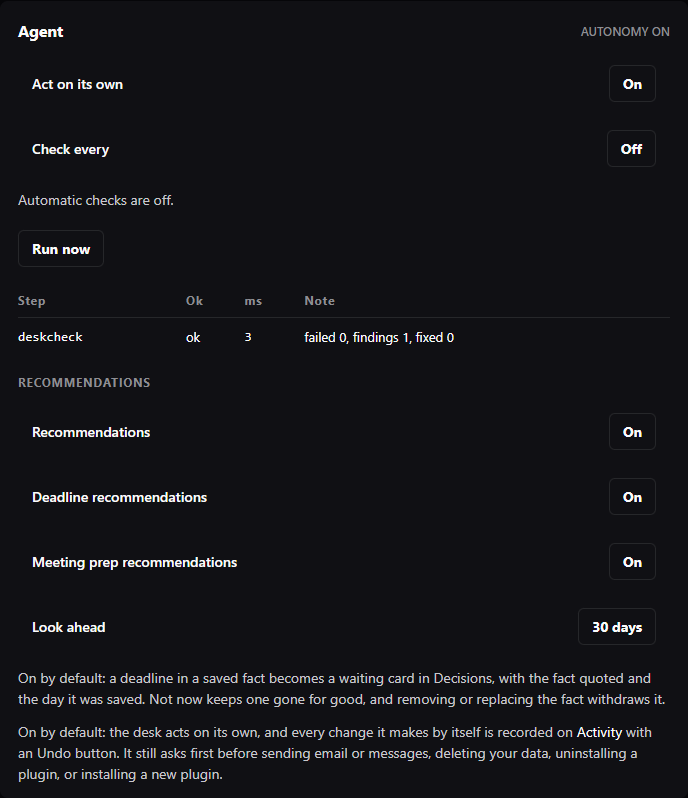 Agent AUTONOMY ON
Act on its own On
Check every Off
Automatic checks are off.
Run now
Step Ok ms Note
deskcheck ok 3 failed 0, findings 1, fixed 0
RECOMMENDATIONS
Recommendations On
Deadline recommendations On
Meeting prep recommendations On
Look ahead 30 days
On by default: a deadline in a saved fact becomes a waiting card in Decisions, with the fact quoted and
the day it was saved. Not now keeps one gone for good, and removing or replacing the fact withdraws it.
On by default: the desk acts on its own, and every change it makes by itself is recorded on Activity with
an Undo button. It still asks first before sending email or messages, deleting your data, uninstalling a
plugin, or installing a new plugin.